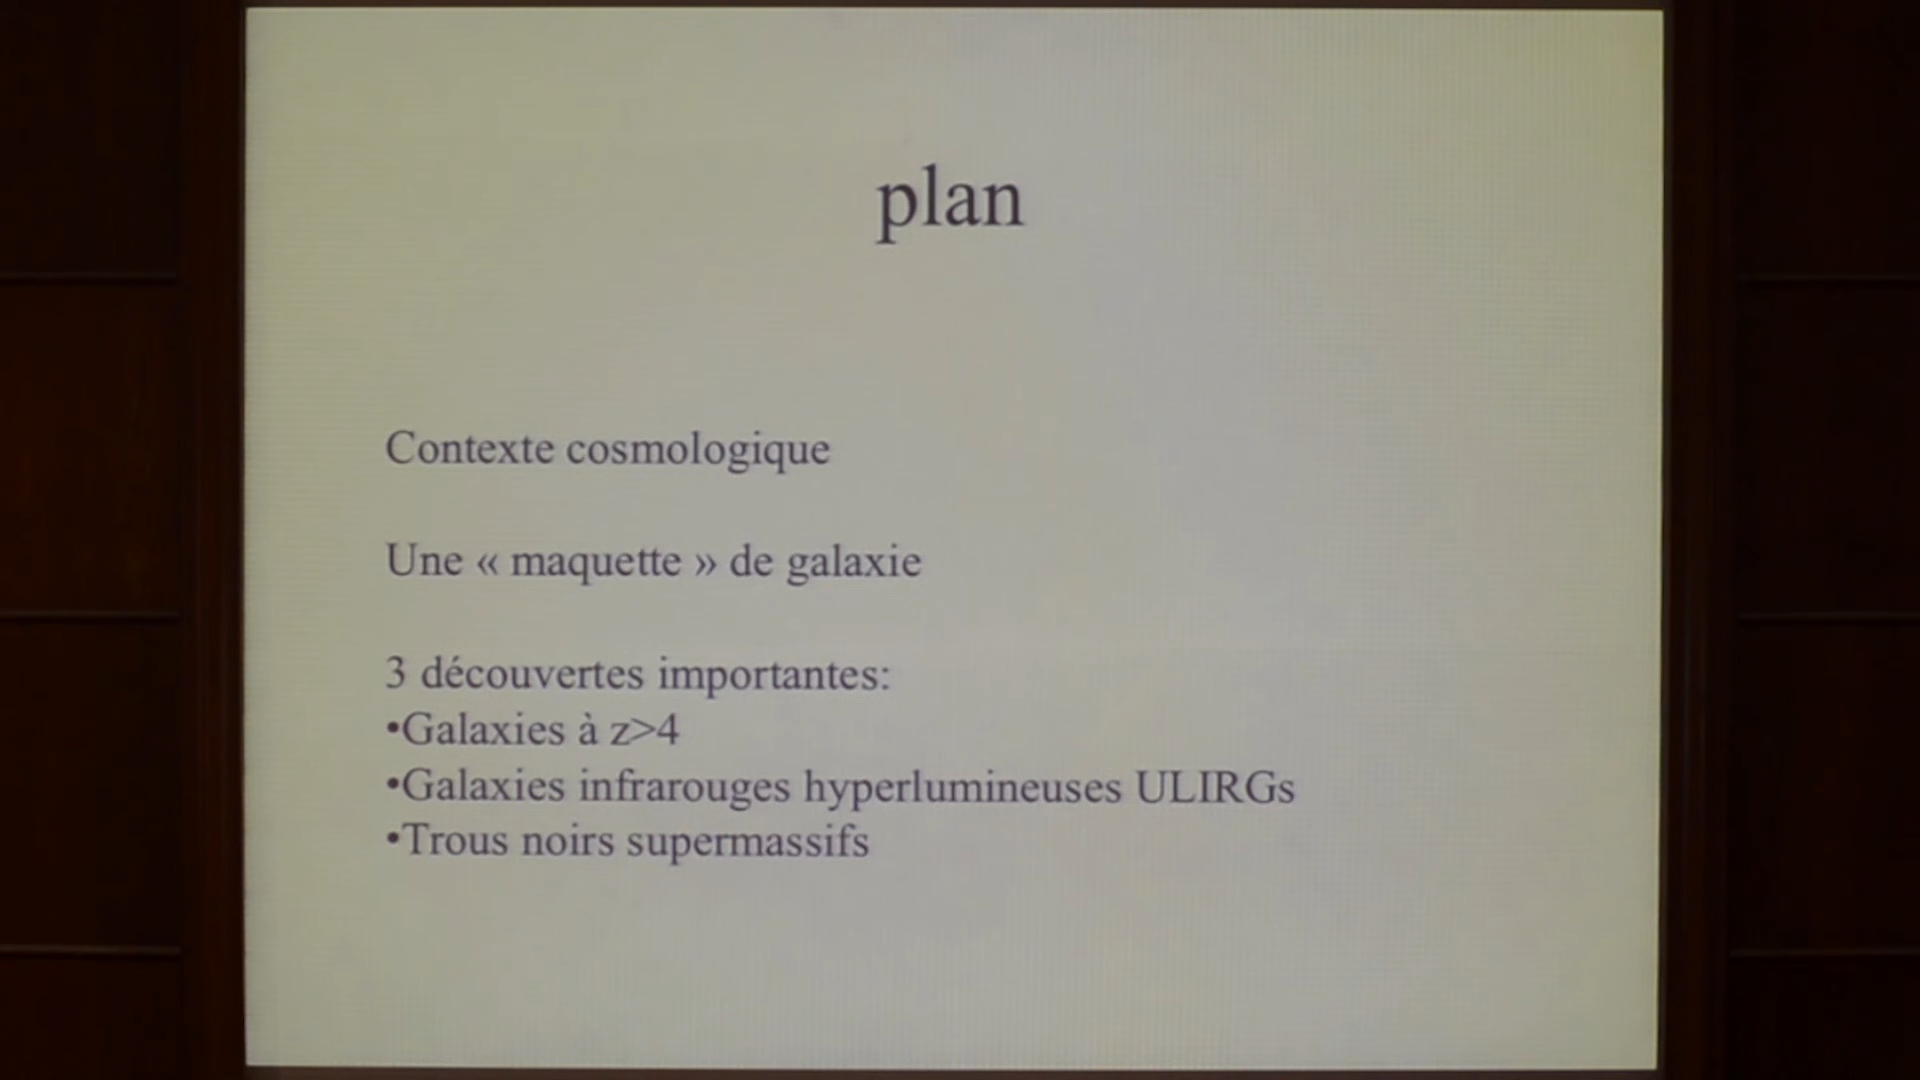 plan
Contexte cosmologique
Une « maquette » de galaxie
3 découvertes importantes:
•Galaxies à z>4
•Galaxies infrarouges hyperlumineuses ULIRGs
•Trous noirs supermassifs